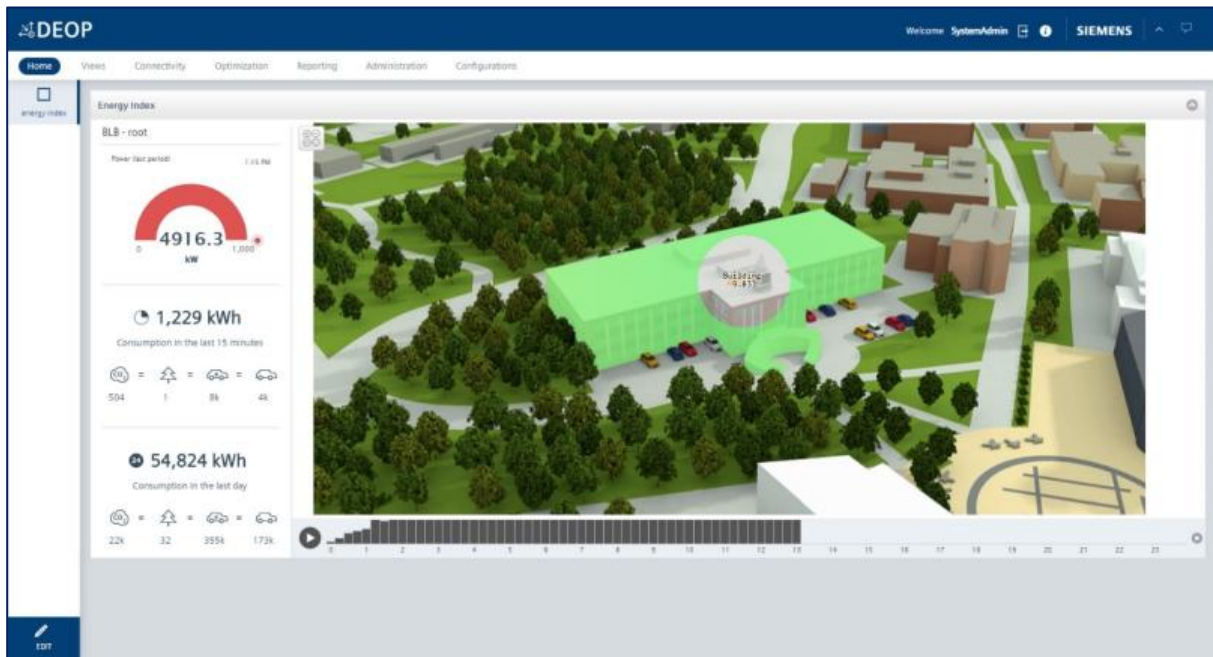 DEOP
Welcome SystemAdmin
SIEMENS
Home Views Connectivity Optimization Reporting Administration Configurations
energy index
Energy Index
BLB - root
Power (last period)
4916.3
0 1,000
kW
1,229 kWh
Consumption in the last 15 minutes
= = =
504 1 8k 4k
24 54,824 kWh
Consumption in the last day
= = =
22k 32 355k 173k
Building
0 1 2 3 4 5 6 7 8 9 10 11 12 13 14 15 16 17 18 19 20 21 22 23
EDIT